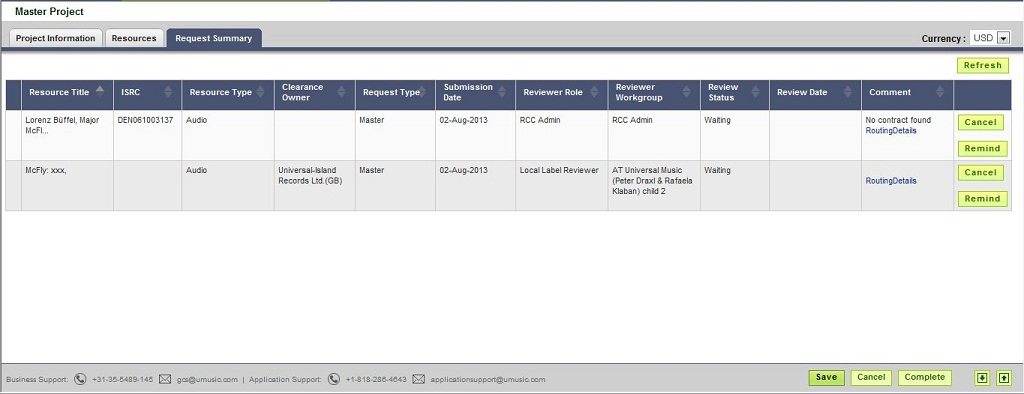 Master Project
Project Information Resources Request Summary Currency : USD
Refresh
Resource Title ISRC Resource Type Clearance Owner Request Type Submission Date Reviewer Role Reviewer Workgroup Review Status Review Date Comment
Lorenz Büffel, Major McFl... DEN061003137 Audio Master 02-Aug-2013 RCC Admin RCC Admin Waiting No contract found RoutingDetails Cancel
Remind
McFly: xxx, Audio Universal-Island Records Ltd.(GB) Master 02-Aug-2013 Local Label Reviewer AT Universal Music (Peter Draxl & Rafaela Klaban) child 2 Waiting RoutingDetails Cancel
Remind
Business Support: +31-35-5489-145 gcs@umusic.com | Application Support: +1-818-286-4643 applicationsupport@umusic.com Save Cancel Complete